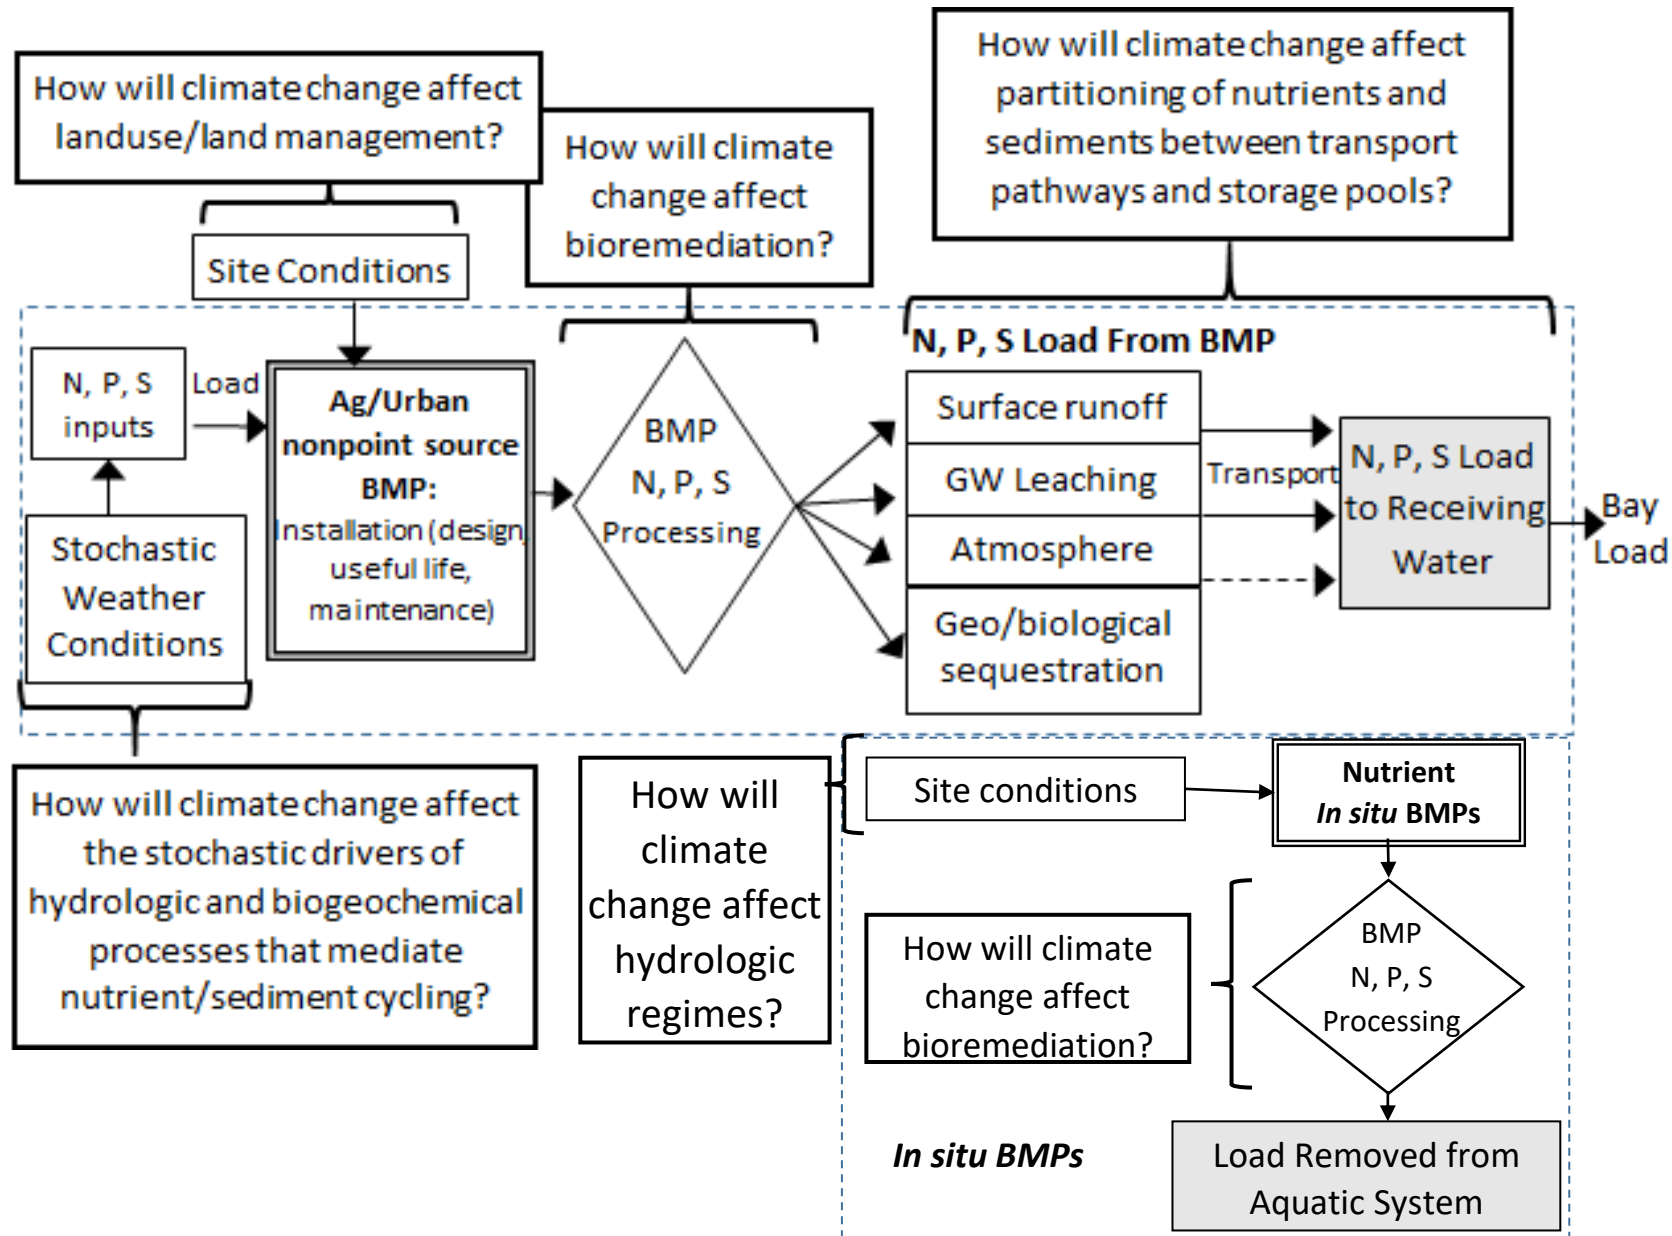 How will climate change affect
landuse/land management?
How will climate
change affect
bioremediation?
How will climate change affect
partitioning of nutrients and
sediments between transport
pathways and storage pools?
Site Conditions
N, P, S
inputs
Load
Stochastic
Weather
Conditions
Ag/Urban
nonpoint source
BMP:
Installation (design,
useful life,
maintenance)
BMP
N, P, S
Processing
N, P, S Load From BMP
Surface runoff
GW Leaching
Atmosphere
Geo/biological
sequestration
Transport
N, P, S Load
to Receiving
Water
Bay
Load
How will climate change affect
the stochastic drivers of
hydrologic and biogeochemical
processes that mediate
nutrient/sediment cycling?
How will
climate
change affect
hydrologic
regimes?
Site conditions
Nutrient
In situ BMPs
How will climate
change affect
bioremediation?
BMP
N, P, S
Processing
In situ BMPs
Load Removed from
Aquatic System